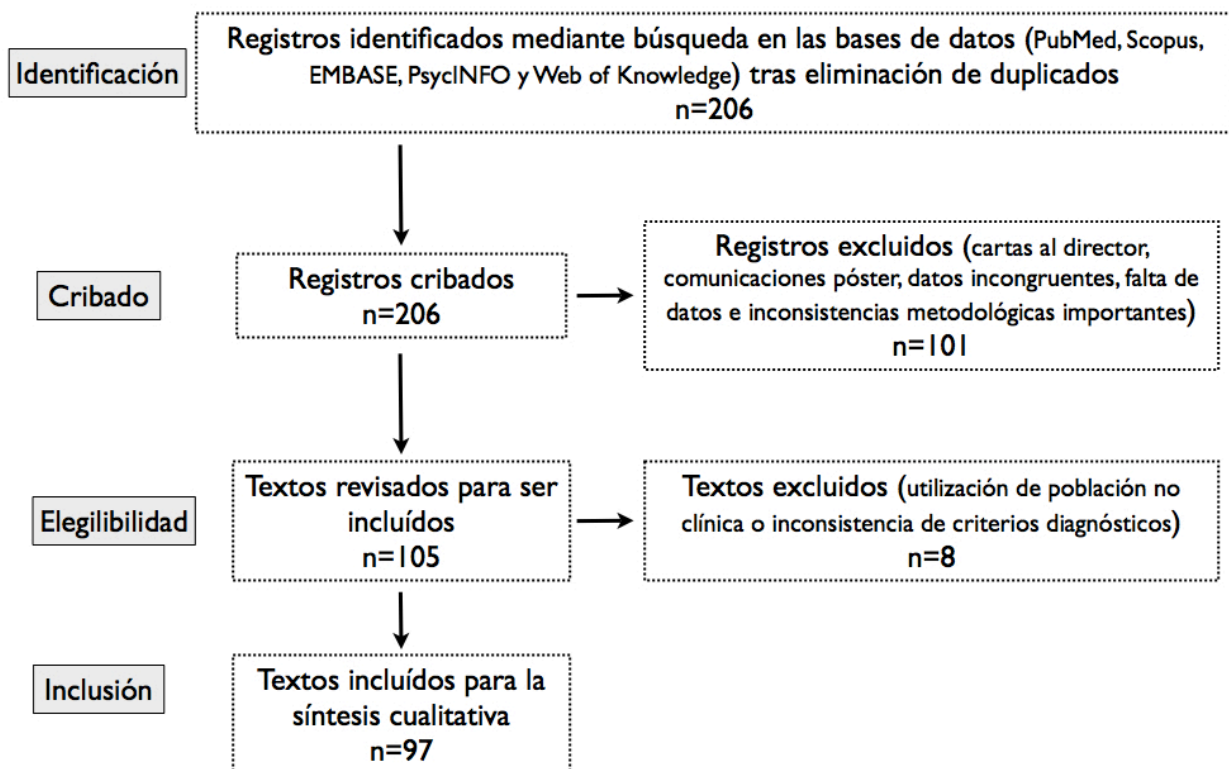 Identificación
Registros identificados mediante búsqueda en las bases de datos (PubMed, Scopus,
EMBASE, PsycINFO y Web of Knowledge) tras eliminación de duplicados
n=206
Cribado
Registros cribados
n=206
Registros excluidos (cartas al director,
comunicaciones póster, datos incongruentes, falta de
datos e inconsistencias metodológicas importantes)
n=101
Elegilibilidad
Textos revisados para ser
incluídos
n=105
Textos excluidos (utilización de población no
clínica o inconsistencia de criterios diagnósticos)
n=8
Inclusión
Textos incluídos para la
síntesis cualitativa
n=97